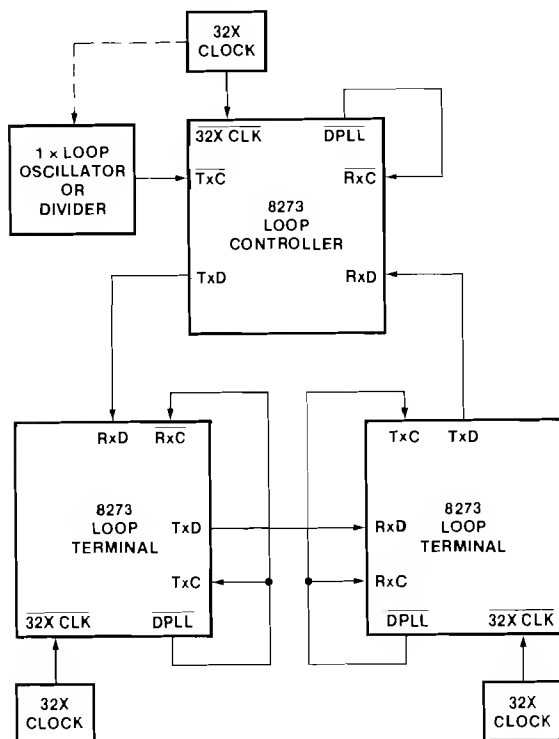 32X
CLOCK
1 × LOOP
OSCILLATOR
OR
DIVIDER
32X CLK
DPLL
TxC
RxC
8273
LOOP
CONTROLLER
TxD
RxD
RxD
RxC
8273
LOOP
TERMINAL
TxD
TxC
32X CLK
DPLL
32X
CLOCK
TxC
TxD
RxD
8273
LOOP
TERMINAL
RxC
DPLL
32X CLK
32X
CLOCK